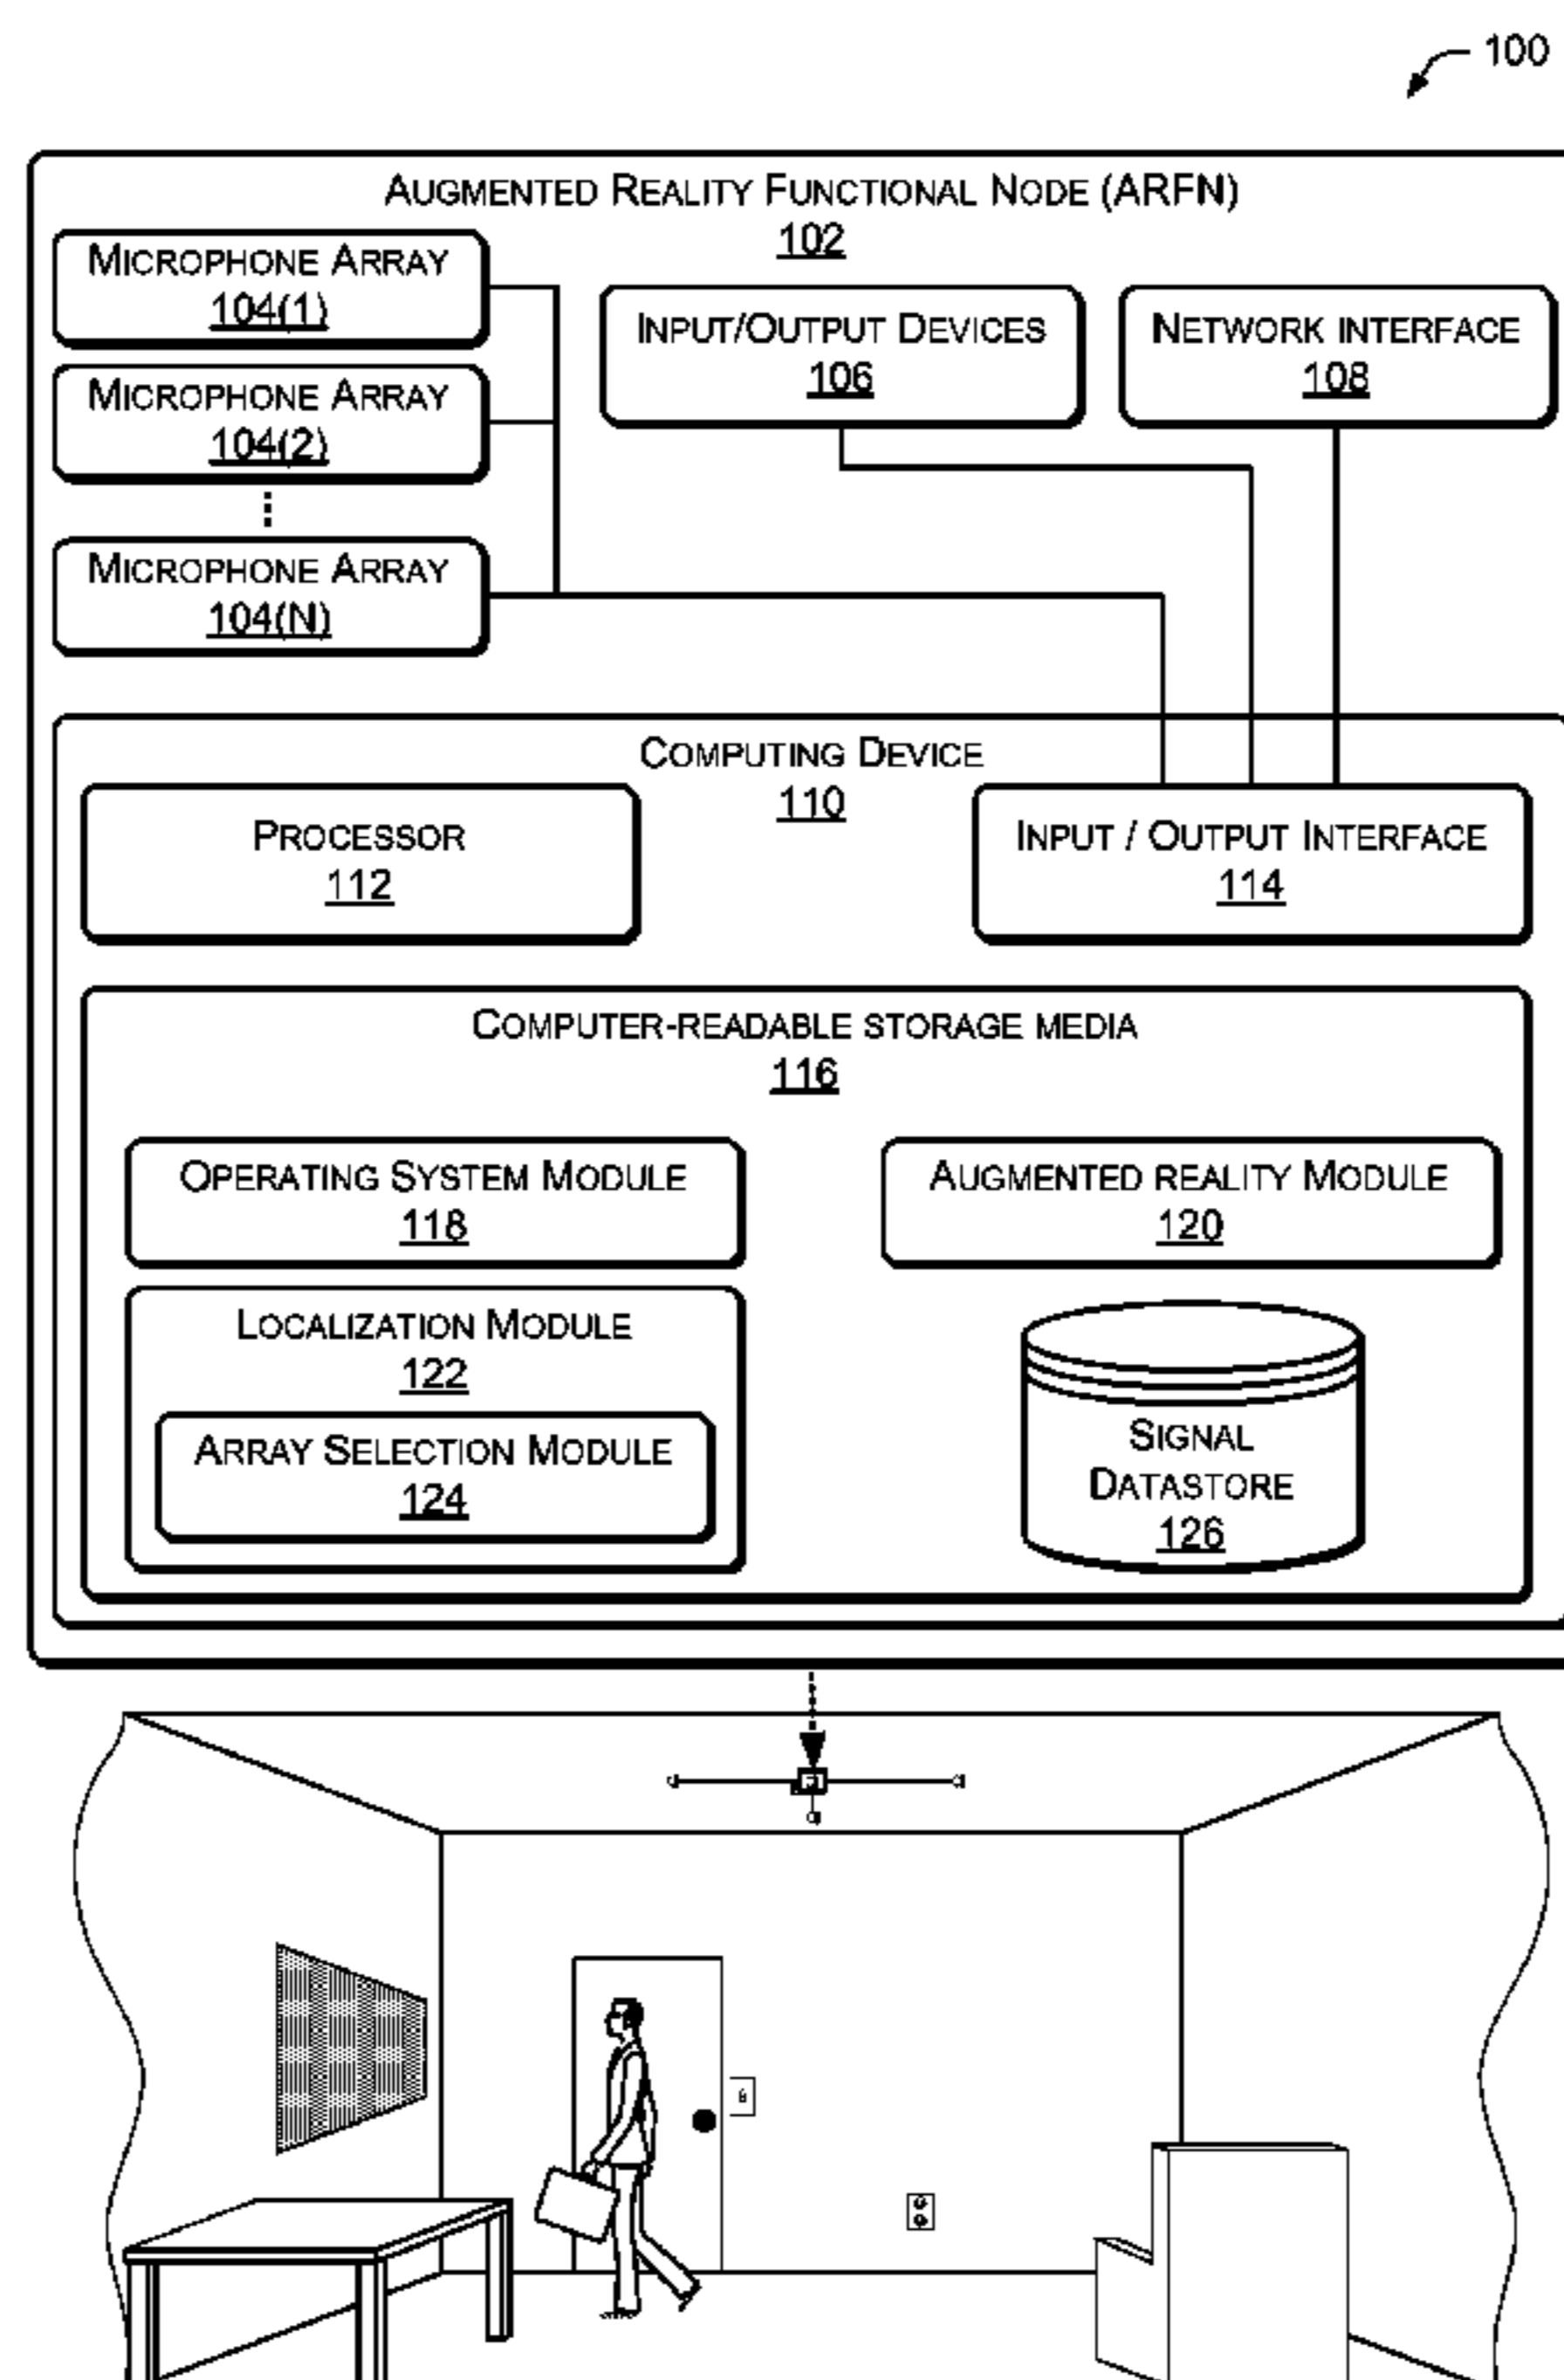 100
AUGMENTED REALITY FUNCTIONAL NODE (ARFN)
102
MICROPHONE ARRAY
104(1)
MICROPHONE ARRAY
104(2)
MICROPHONE ARRAY
104(N)
INPUT/OUTPUT DEVICES
106
NETWORK INTERFACE
108
COMPUTING DEVICE
110
PROCESSOR
112
INPUT / OUTPUT INTERFACE
114
COMPUTER-READABLE STORAGE MEDIA
116
OPERATING SYSTEM MODULE
118
AUGMENTED REALITY MODULE
120
LOCALIZATION MODULE
122
ARRAY SELECTION MODULE
124
SIGNAL
DATASTORE
126